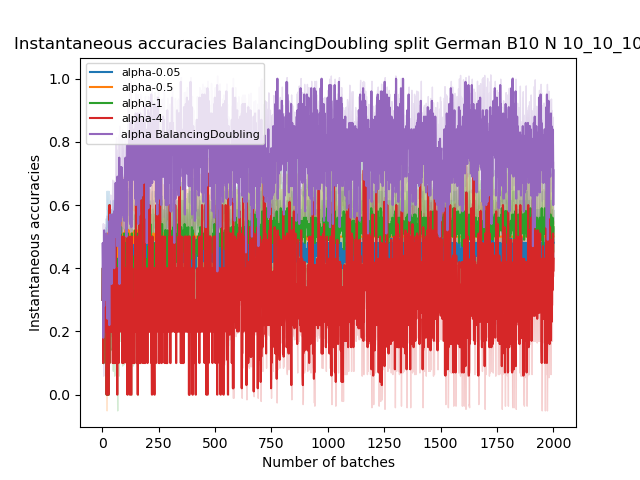 Instantaneous accuracies BalancingDoubling split German B10 N 10_10_10
alpha-0.05
alpha-0.5
alpha-1
alpha-4
alpha BalancingDoubling
1.0
0.8
0.6
0.4
0.2
0.0
Instantaneous accuracies
0 250 500 750 1000 1250 1500 1750 2000
Number of batches